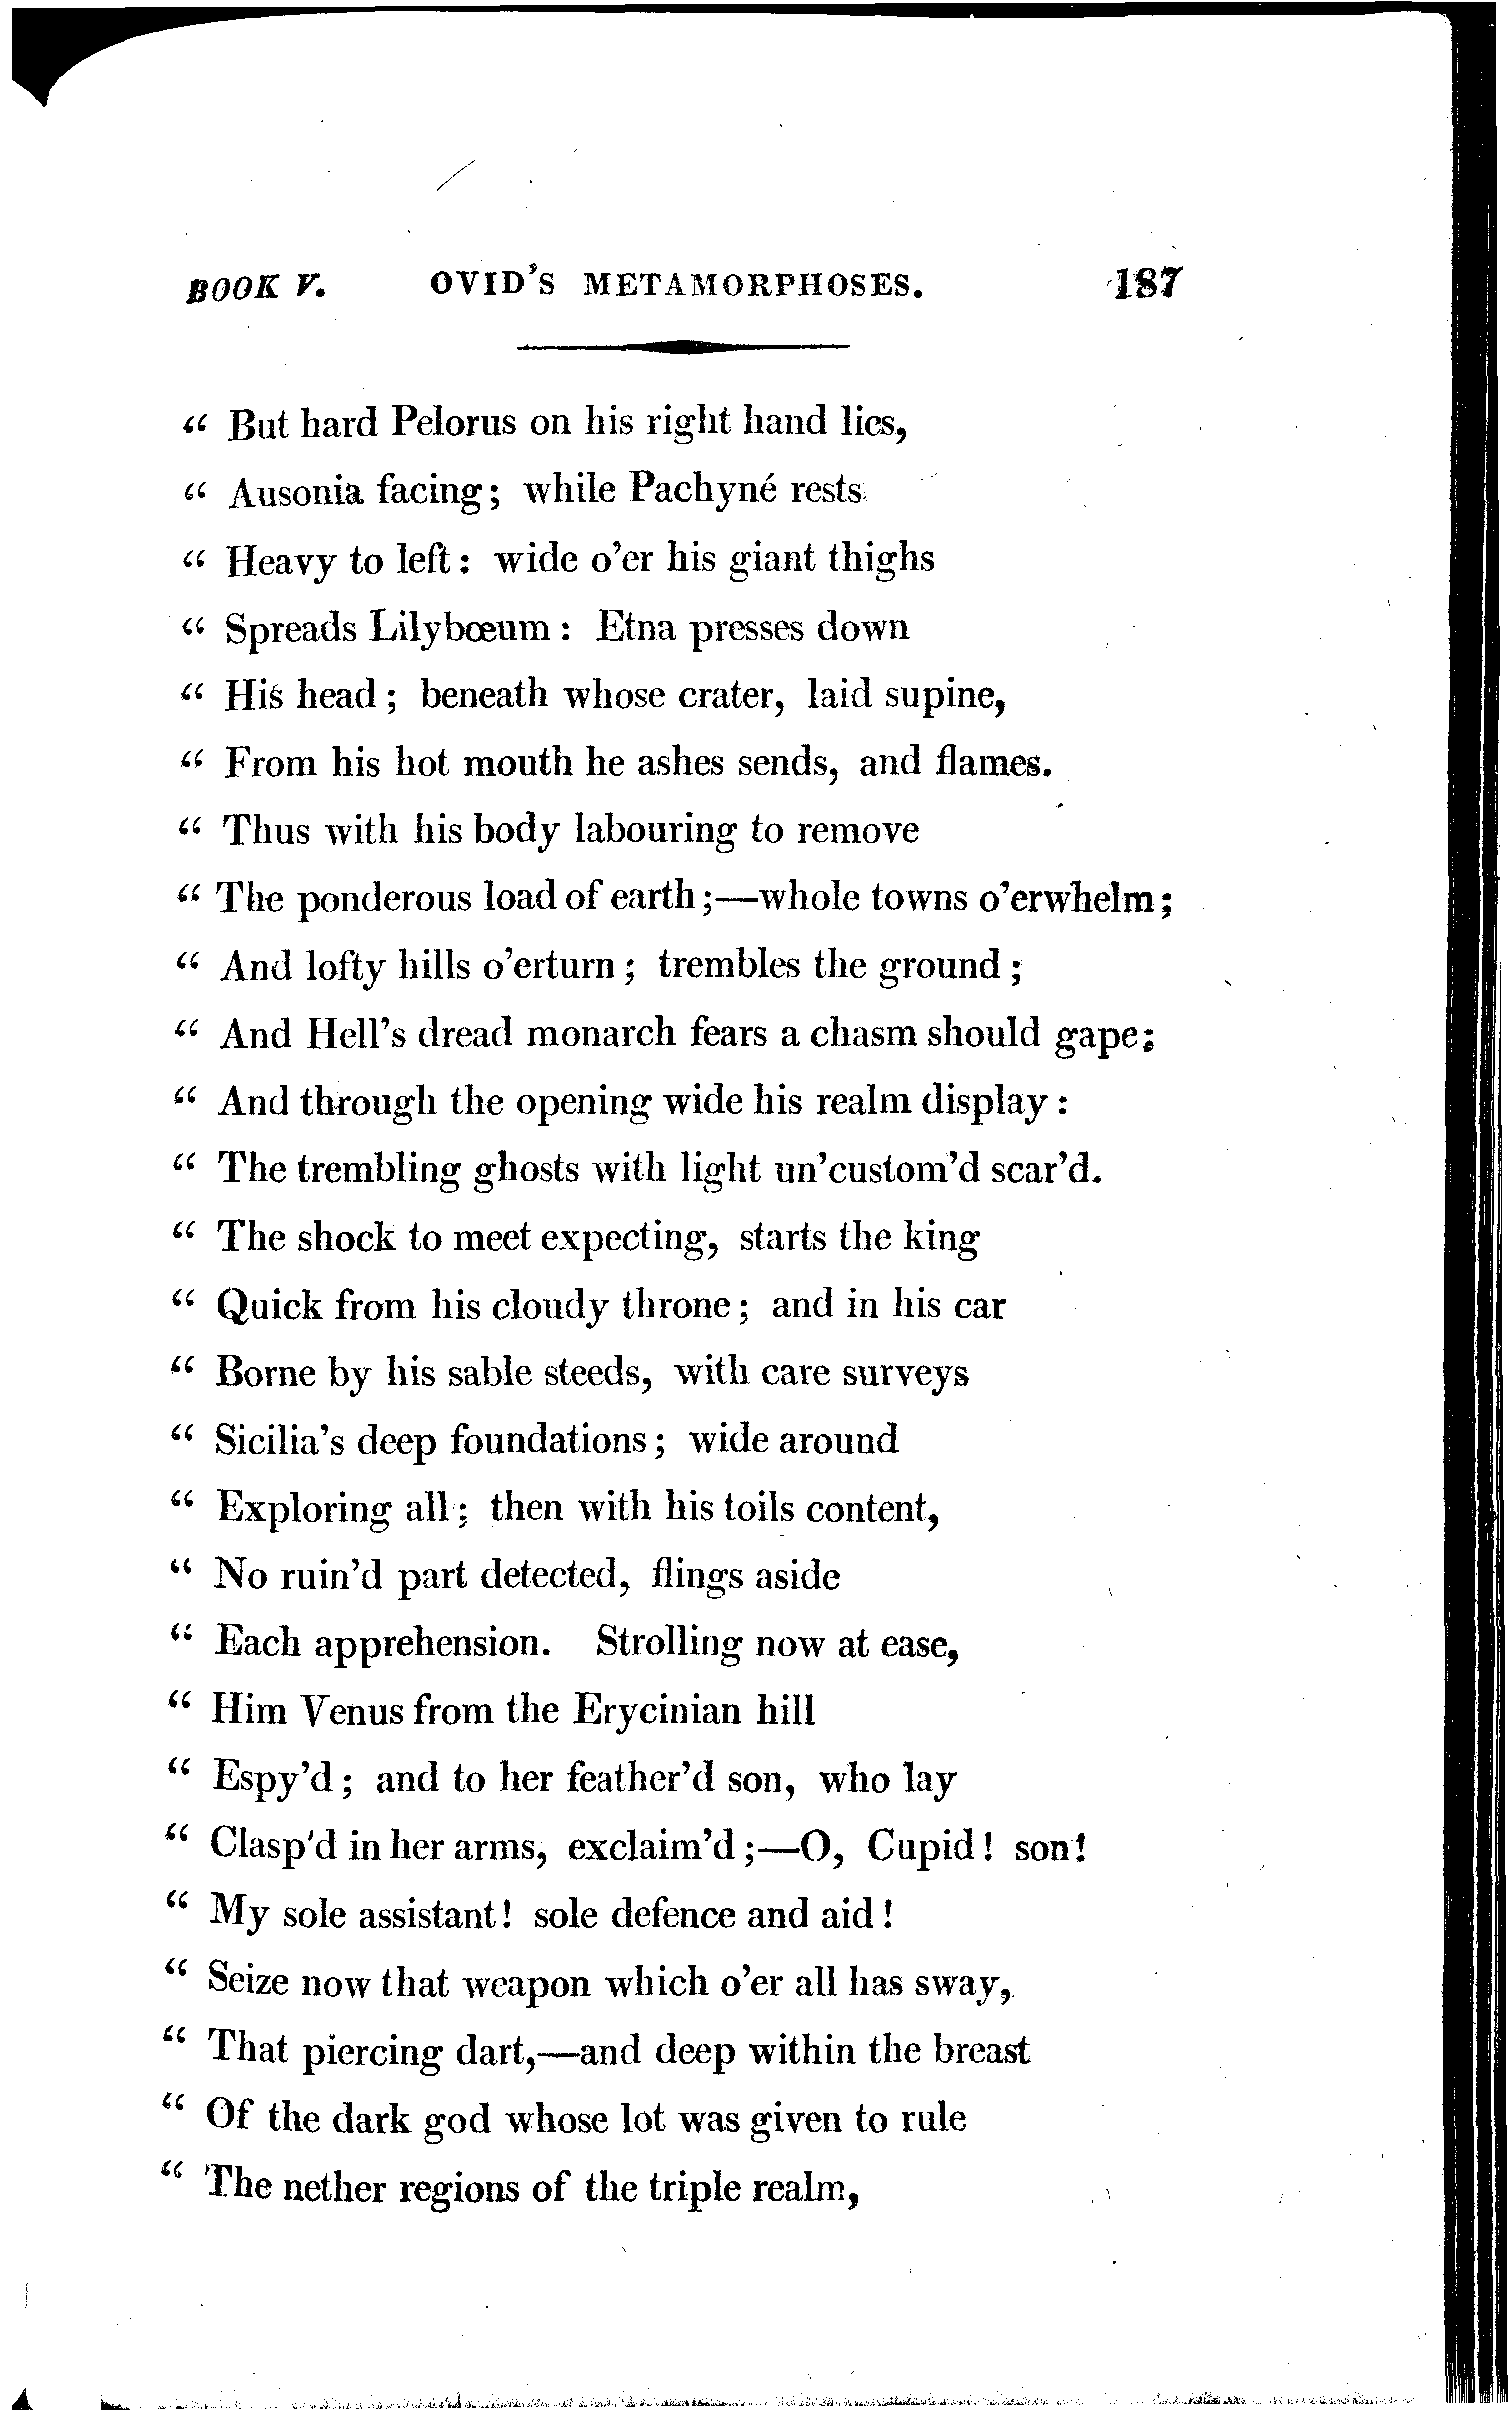 BOOK V. OVID'S METAMORPHOSES. 187
“ But hard Pelorus on his right hand lies,
“ Ausonia facing; while Pachyné rests
“ Heavy to left: wide o'er his giant thighs
“ Spreads Lilybœum: Etna presses down
“ His head; beneath whose crater, laid supine,
“ From his hot mouth he ashes sends, and flames.
“ Thus with his body labouring to remove
“ The ponderous load of earth;—whole towns o'erwhelm;
“ And lofty hills o'erturn; trembles the ground;
“ And Hell's dread monarch fears a chasm should gape;
“ And through the opening wide his realm display:
“ The trembling ghosts with light un'custom'd scar'd.
“ The shock to meet expecting, starts the king
“ Quick from his cloudy throne; and in his car
“ Borne by his sable steeds, with care surveys
“ Sicilia's deep foundations; wide around
“ Exploring all; then with his toils content,
“ No ruin'd part detected, flings aside
“ Each apprehension. Strolling now at ease,
“ Him Venus from the Erycinian hill
“ Espy'd; and to her feather'd son, who lay
“ Clasp'd in her arms, exclaim'd;—O, Cupid! son!
“ My sole assistant! sole defence and aid!
“ Seize now that weapon which o'er all has sway,
“ That piercing dart,—and deep within the breast
“ Of the dark god whose lot was given to rule
“ The nether regions of the triple realm,